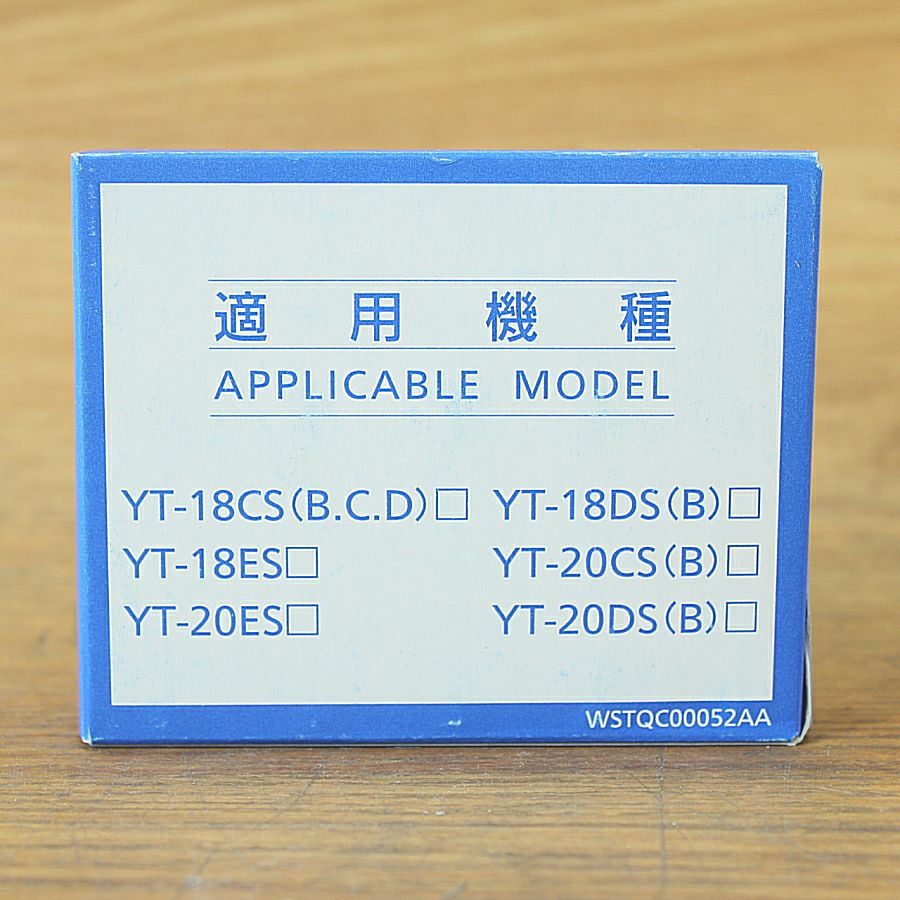 適用機種
APPLICABLE MODEL
YT-18CS(B.C.D)□ YT-18DS(B)□
YT-18ES□ YT-20CS(B)□
YT-20ES□ YT-20DS(B)□
WSTQC00052AA